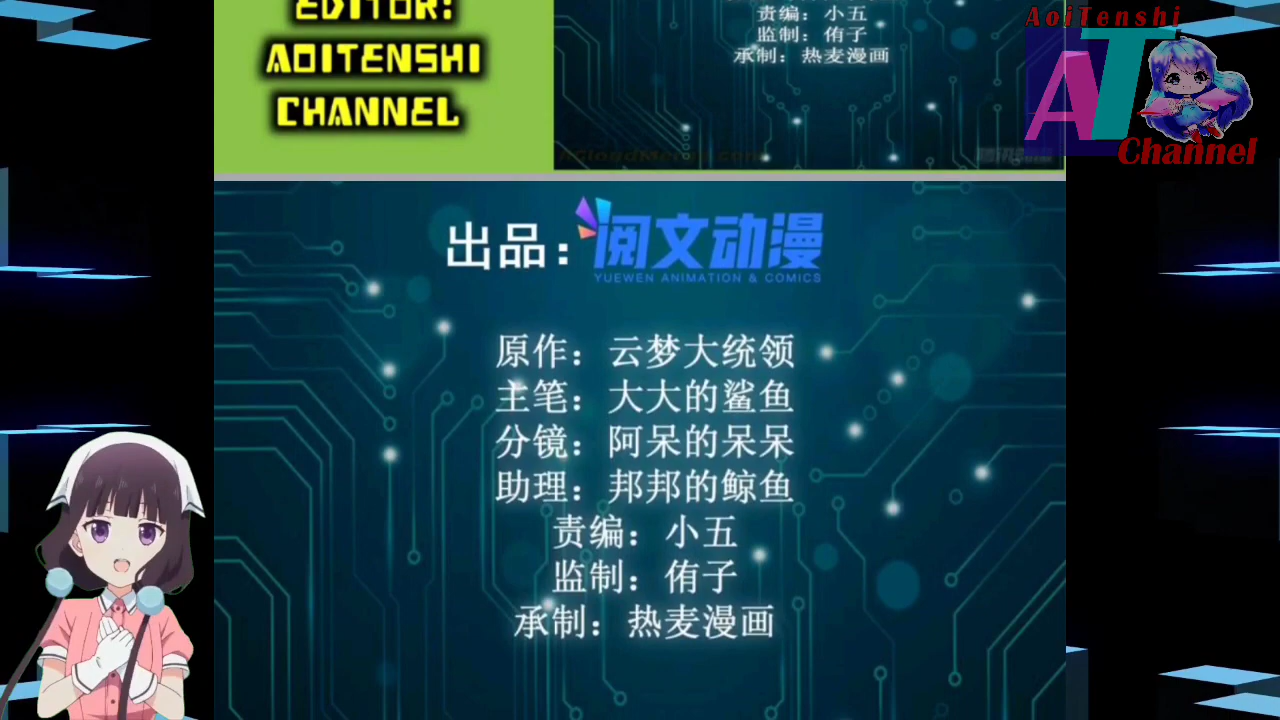 EDITOR:
AOITENSHI
CHANNEL
责编：小五
监制：侑子
承制：热麦漫画
AoiTenshi
AT
Channel
出品：阅文动漫
YUEWEN ANIMATION & COMICS
原作：云梦大统领
主笔：大大的鲨鱼
分镜：阿呆的呆呆
助理：邦邦的鲸鱼
责编：小五
监制：侑子
承制：热麦漫画